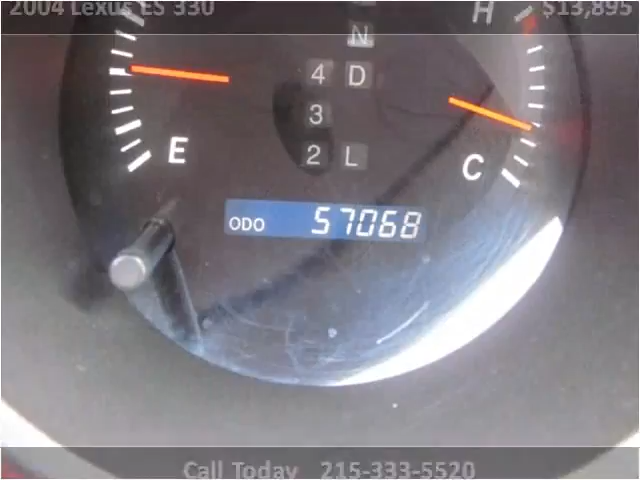 2004 Lexus ES 330 $13,895
H
N
4 D
3
E 2 L C
ODO 57068
Call Today 215-333-5520